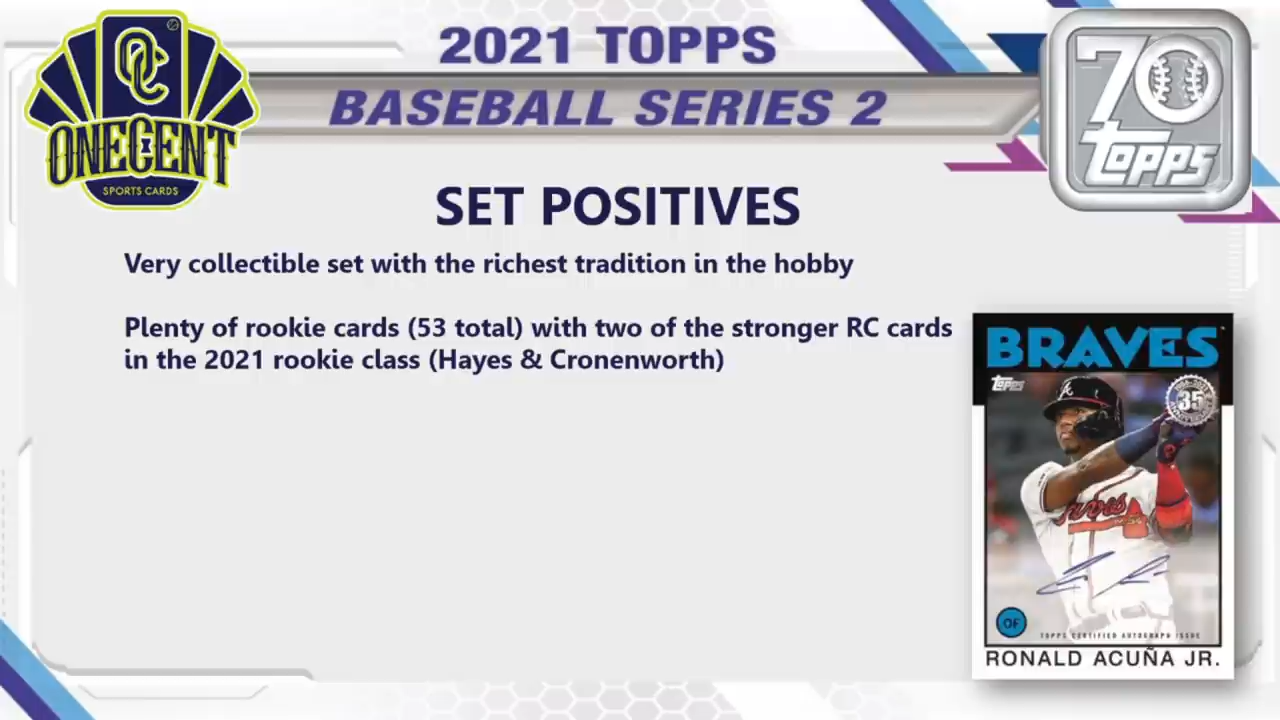 2021 TOPPS
BASEBALL SERIES 2
OC
ONECENT
SPORTS CARDS
70
topps
SET POSITIVES
Very collectible set with the richest tradition in the hobby
Plenty of rookie cards (53 total) with two of the stronger RC cards
in the 2021 rookie class (Hayes & Cronenworth)
BRAVES
topps
35
Braves
OF
TOPPS CERTIFIED AUTOGRAPH ISSUE
RONALD ACUÑA JR.